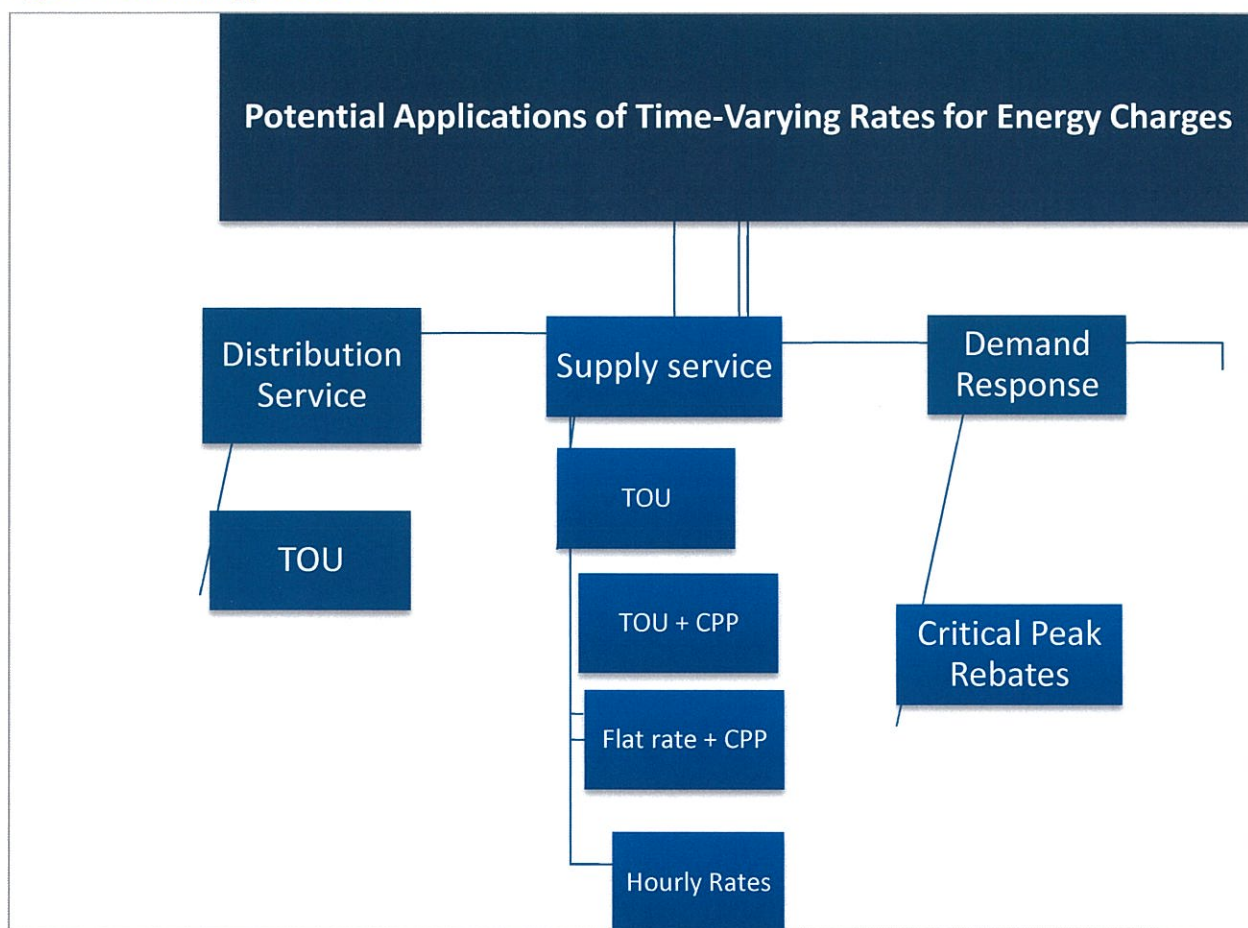 Potential Applications of Time-Varying Rates for Energy Charges
Distribution
Service
TOU
Supply service
TOU
TOU + CPP
Flat rate + CPP
Hourly Rates
Demand
Response
Critical Peak
Rebates